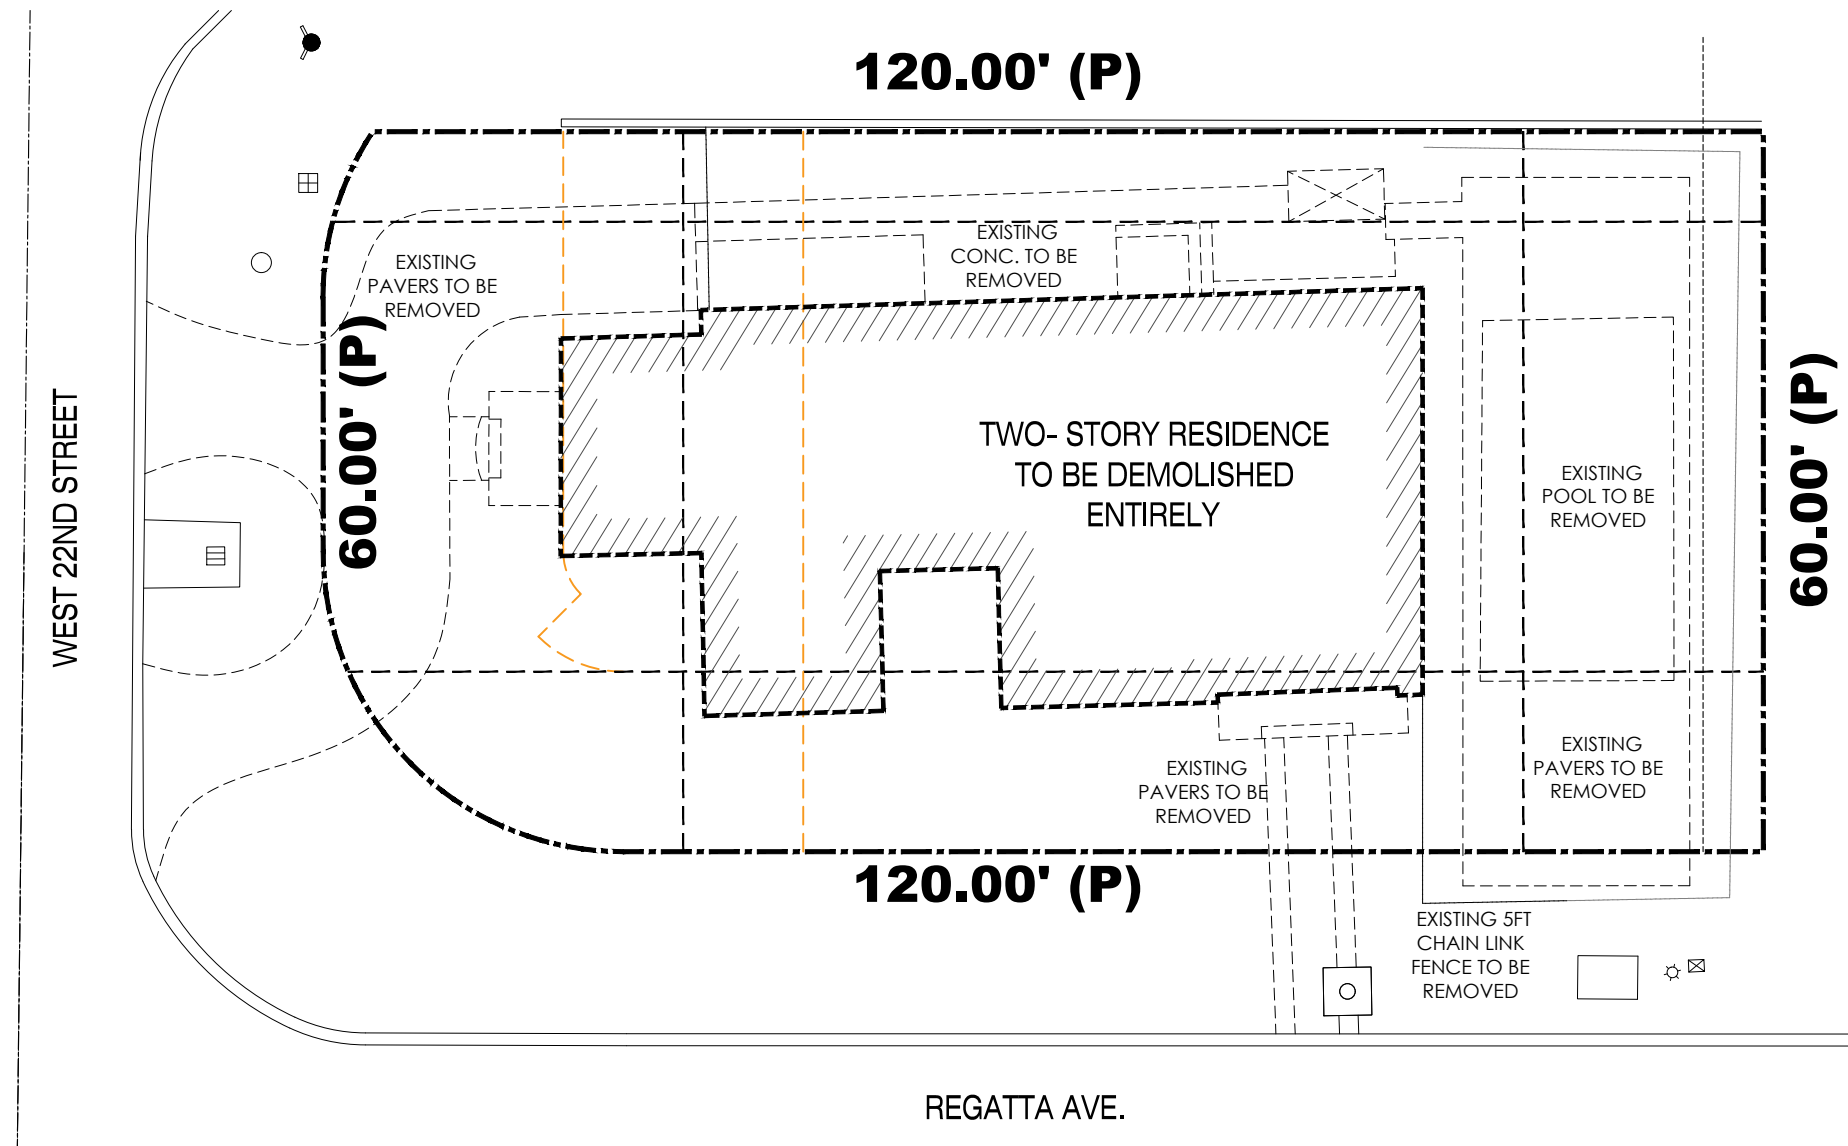 120.00' (P)
EXISTING
CONC. TO BE
REMOVED
EXISTING
PAVERS TO BE
REMOVED
60.00' (P)
WEST 22ND STREET
TWO- STORY RESIDENCE
TO BE DEMOLISHED
ENTIRELY
EXISTING
POOL TO BE
REMOVED
60.00' (P)
EXISTING
PAVERS TO BE
REMOVED
EXISTING
PAVERS TO BE
REMOVED
120.00' (P)
EXISTING 5FT
CHAIN LINK
FENCE TO BE
REMOVED
REGATTA AVE.